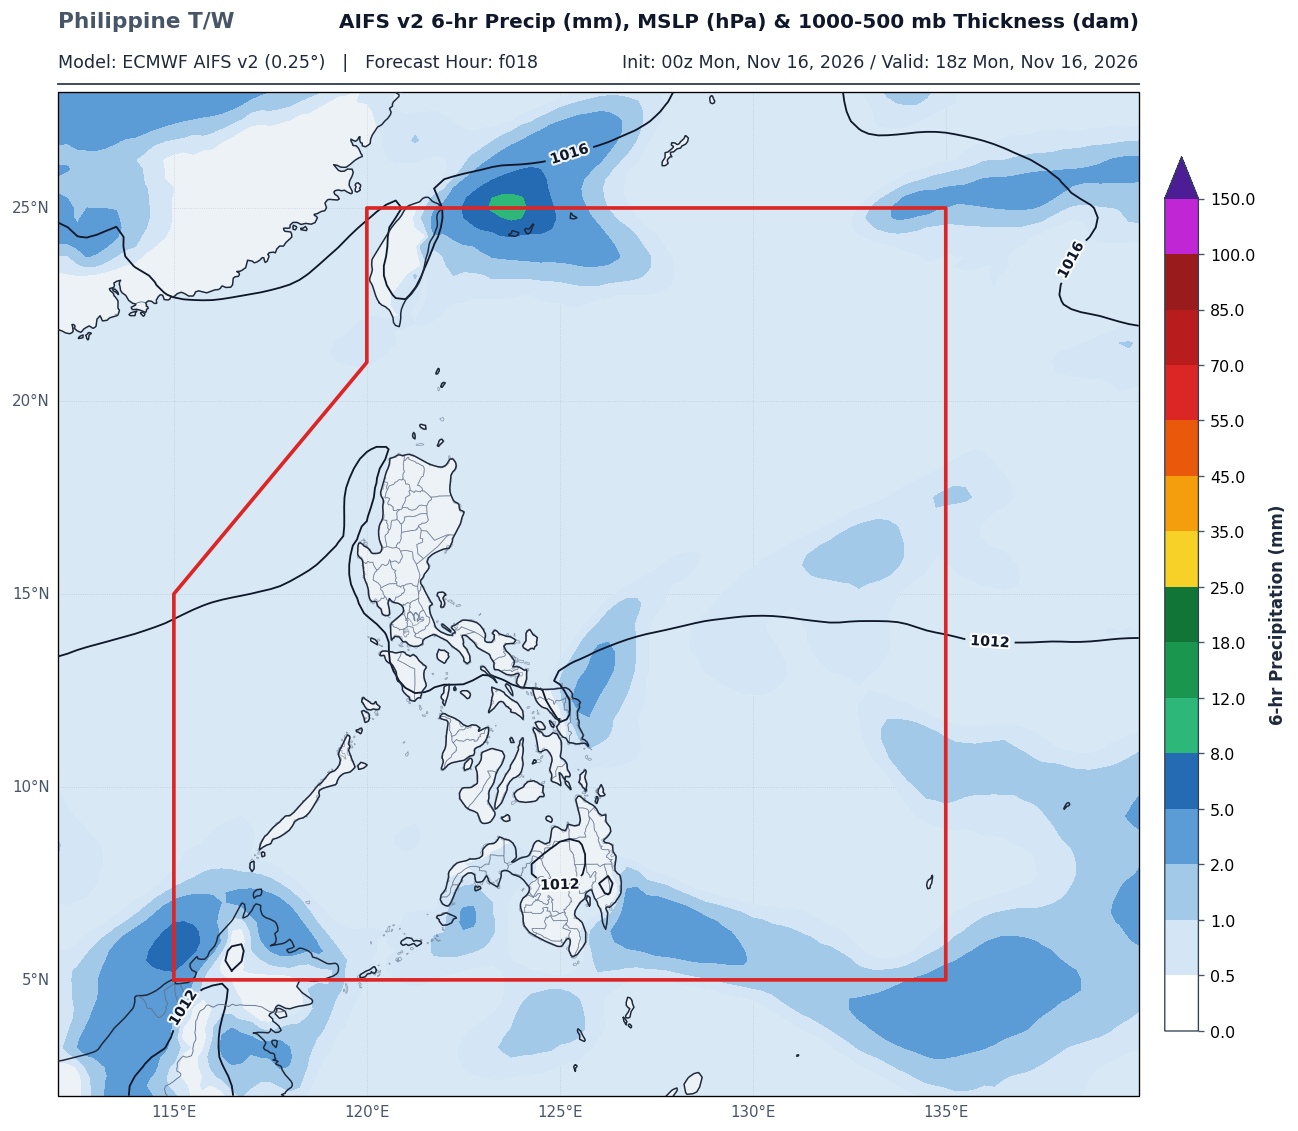 Philippine T/W
AIFS v2 6-hr Precip (mm), MSLP (hPa) & 1000-500 mb Thickness (dam)
Model: ECMWF AIFS v2 (0.25°) | Forecast Hour: f018
Init: 00z Mon, Nov 16, 2026 / Valid: 18z Mon, Nov 16, 2026
1016
1016
1012
1012
1012
25°N
20°N
15°N
10°N
5°N
115°E
120°E
125°E
130°E
135°E
150.0
100.0
85.0
70.0
55.0
45.0
35.0
25.0
18.0
12.0
8.0
5.0
2.0
1.0
0.5
0.0
6-hr Precipitation (mm)